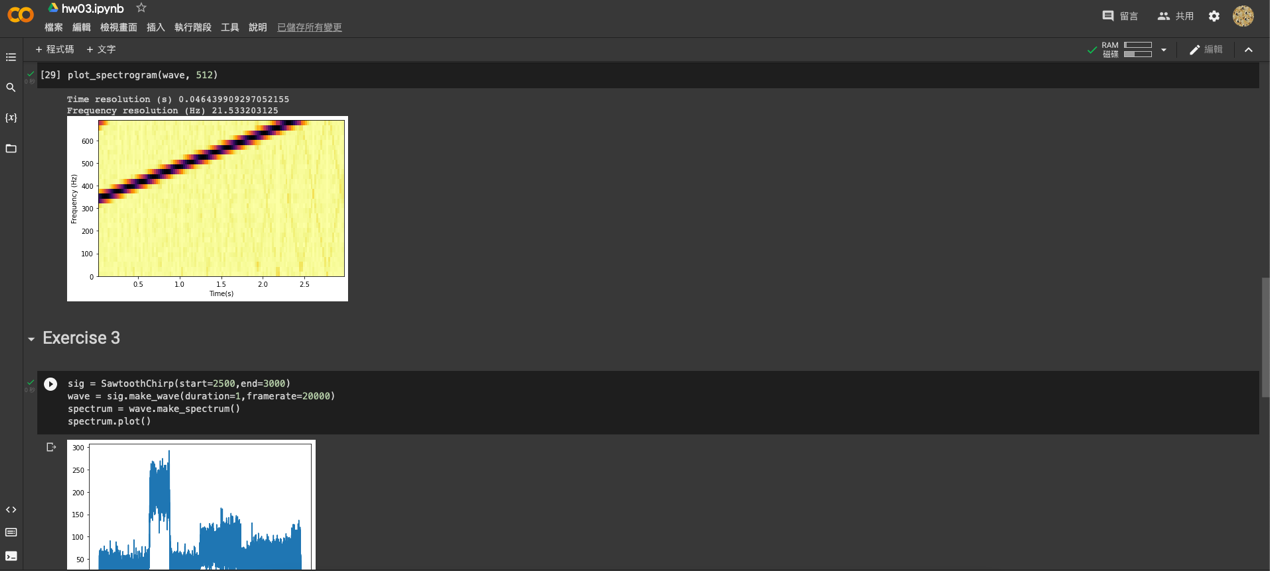 hw03.ipynb
檔案 編輯 檢視畫面 插入 執行階段 工具 說明 已儲存所有變更
留言 共用
+ 程式碼 + 文字
RAM
磁碟
編輯
[29] plot_spectrogram(wave, 512)
Time resolution (s) 0.046439909297052155
Frequency resolution (Hz) 21.533203125
600
500
400
300
200
100
0
Frequency (Hz)
0.5 1.0 1.5 2.0 2.5
Time(s)
Exercise 3
sig = SawtoothChirp(start=2500,end=3000)
wave = sig.make_wave(duration=1,framerate=20000)
spectrum = wave.make_spectrum()
spectrum.plot()
300
250
200
150
100
50